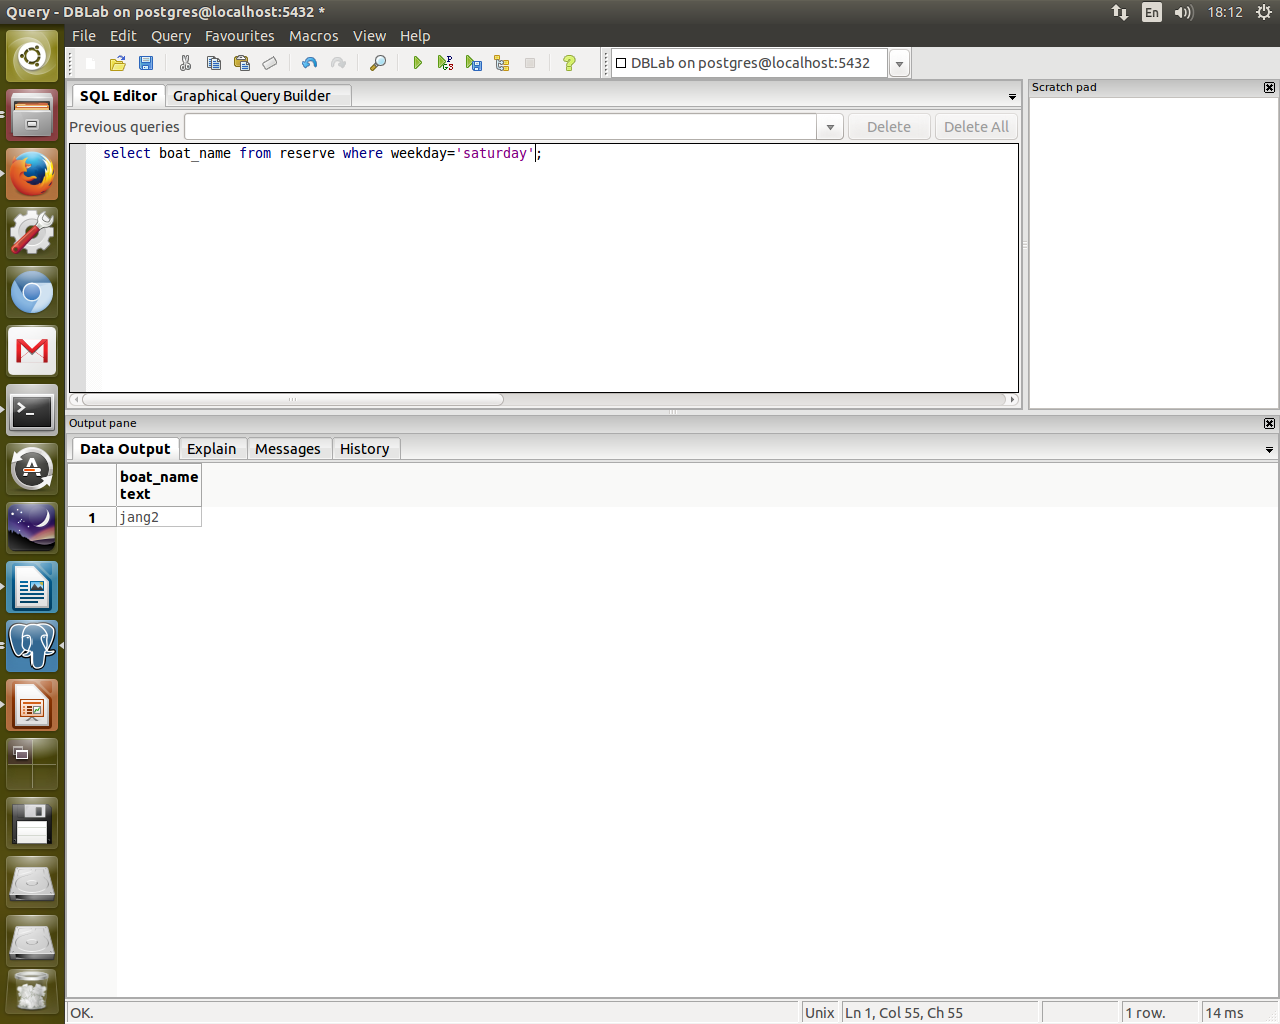 Query - DBLab on postgres@localhost:5432 *
En
18:12
File Edit Query Favourites Macros View Help
DBLab on postgres@localhost:5432
SQL Editor
Graphical Query Builder
Scratch pad
Previous queries
Delete
Delete All
select boat_name from reserve where weekday='saturday';
Output pane
Data Output
Explain
Messages
History
boat_name
text
1
jang2
OK.
Unix
Ln 1, Col 55, Ch 55
1 row.
14 ms